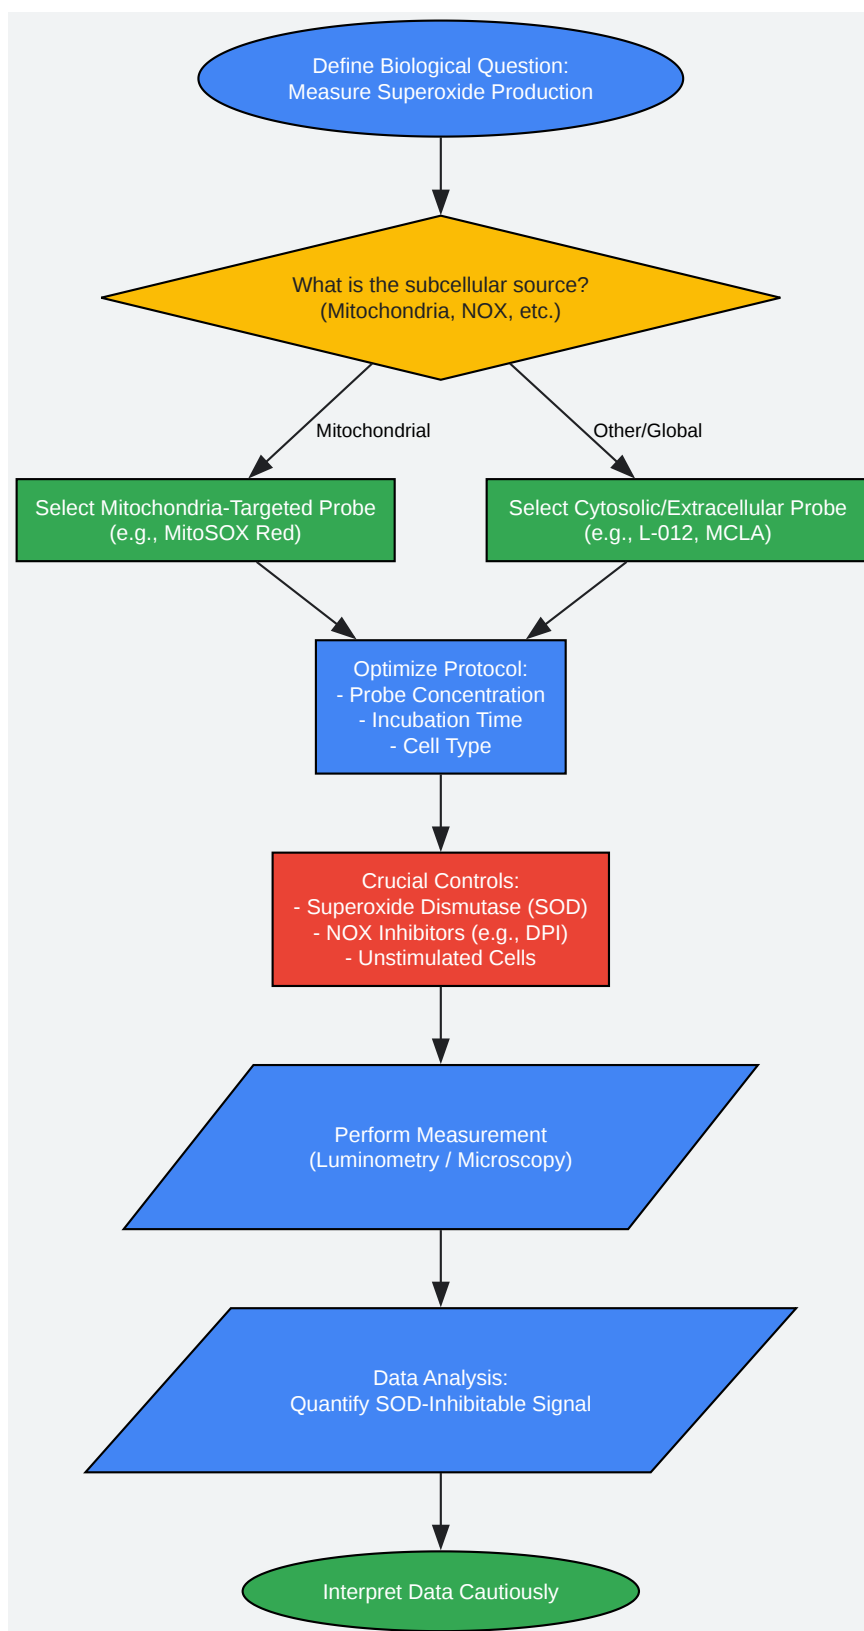 Define Biological Question:
Measure Superoxide Production
What is the subcellular source?
(Mitochondria, NOX, etc.)
Mitochondrial
Other/Global
Select Mitochondria-Targeted Probe
(e.g., MitoSOX Red)
Select Cytosolic/Extracellular Probe
(e.g., L-012, MCLA)
Optimize Protocol:
- Probe Concentration
- Incubation Time
- Cell Type
Crucial Controls:
- Superoxide Dismutase (SOD)
- NOX Inhibitors (e.g., DPI)
- Unstimulated Cells
Perform Measurement
(Luminometry / Microscopy)
Data Analysis:
Quantify SOD-Inhibitable Signal
Interpret Data Cautiously